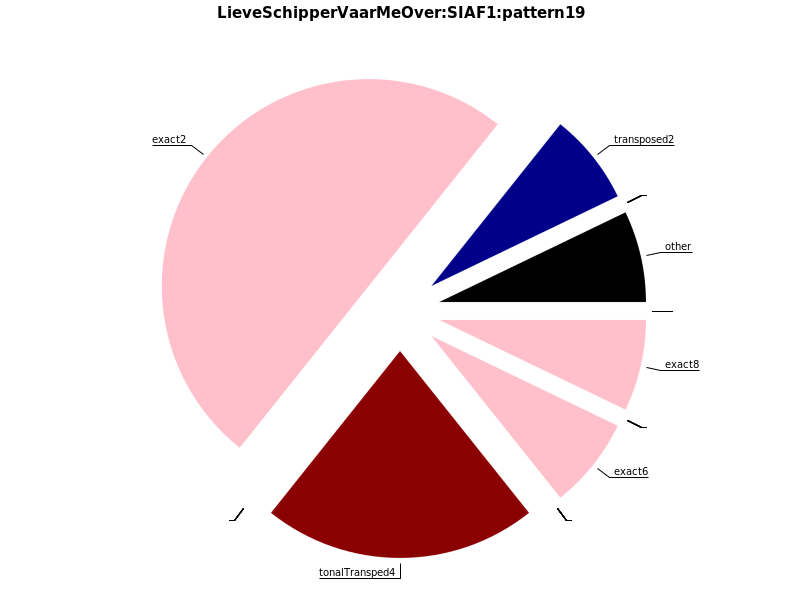 LieveSchipperVaarMeOver:SIAF1:pattern19
exact2
transposed2
other
exact8
exact6
tonalTransped4